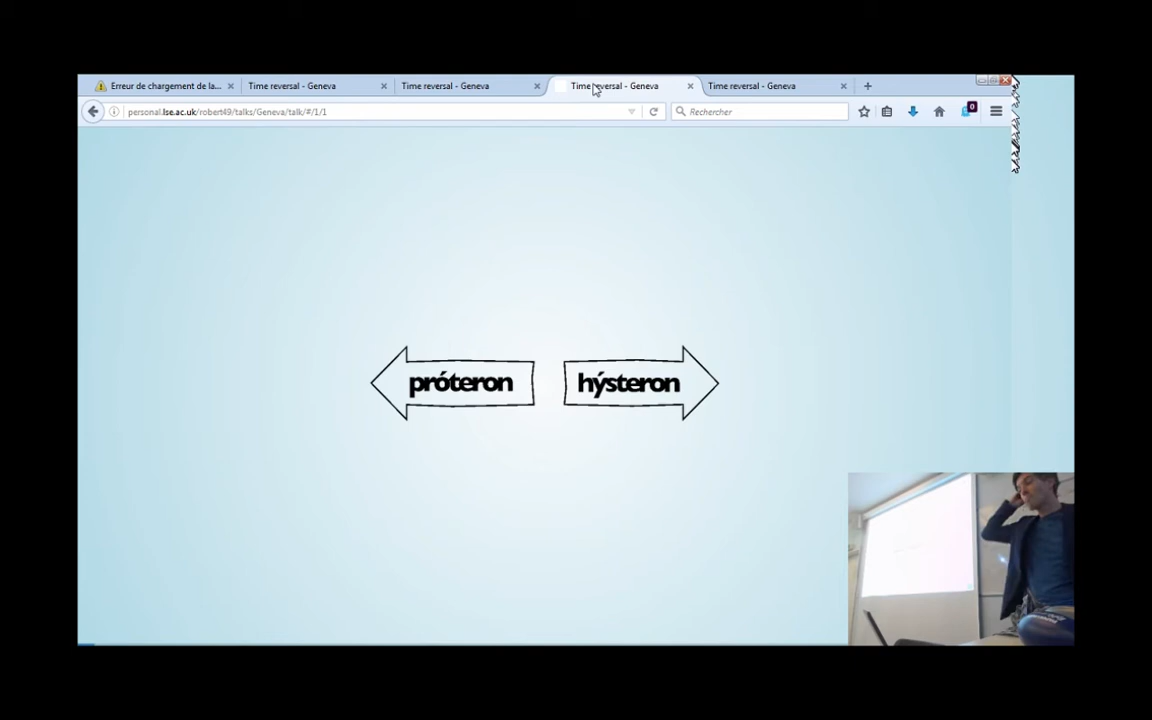 Erreur de chargement de la...
Time reversal - Geneva
Time reversal - Geneva
Time reversal - Geneva
Time reversal - Geneva
personal.lse.ac.uk/robert49/talks/Geneva/talk/#/1/1
Rechercher
0
próteron
hýsteron